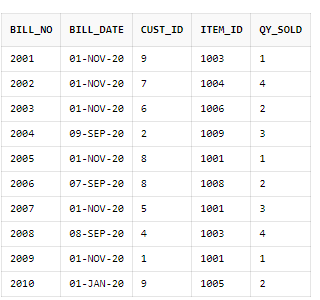 BILL_NO BILL_DATE CUST_ID ITEM_ID QY_SOLD
2001 01-NOV-20 9 1003 1
2002 01-NOV-20 7 1004 4
2003 01-NOV-20 6 1006 2
2004 09-SEP-20 2 1009 3
2005 01-NOV-20 8 1001 1
2006 07-SEP-20 8 1008 2
2007 01-NOV-20 5 1001 3
2008 08-SEP-20 4 1003 4
2009 01-NOV-20 1 1001 1
2010 01-JAN-20 9 1005 2